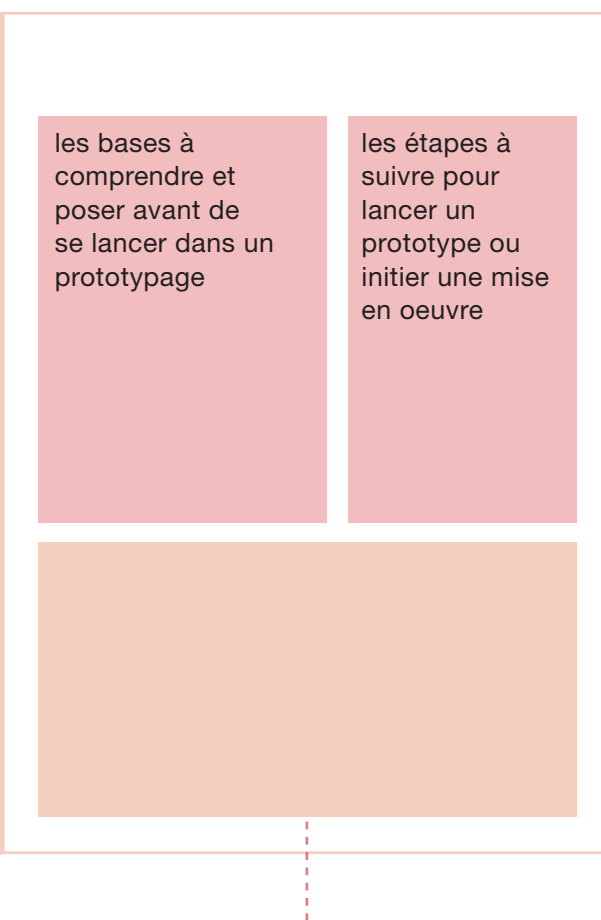 les bases à
comprendre et
poser avant de
se lancer dans un
prototypage
les étapes à
suivre pour
lancer un
prototype ou
initier une mise
en oeuvre